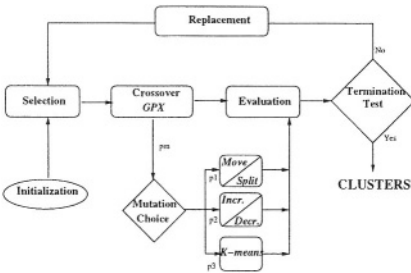 Replacement
No
Selection
Crossover
GPX
Evaluation
Termination
Test
pm
Yes
Initialization
Mutation
Choice
p1
Move
Split
p2
Incr.
Decr.
p3
K-means
CLUSTERS